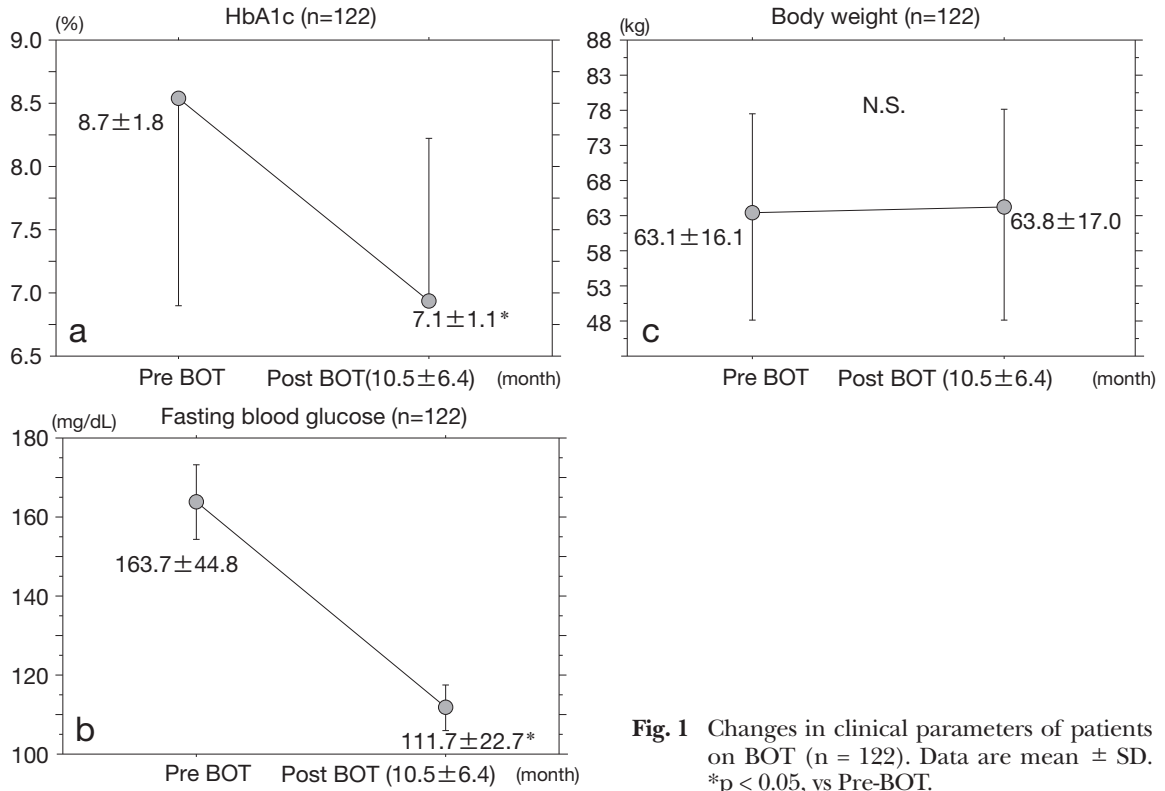 HbA1c (n=122)
(%)
9.0
8.5
8.0
7.5
7.0
6.5
8.7±1.8
7.1±1.1*
a
Pre BOT Post BOT(10.5±6.4) (month)
Body weight (n=122)
(kg)
88
83
78
73
68
63
58
53
48
N.S.
63.1±16.1
63.8±17.0
c
Pre BOT Post BOT (10.5±6.4) (month)
Fasting blood glucose (n=122)
(mg/dL)
180
160
140
120
100
163.7±44.8
111.7±22.7*
b
Pre BOT Post BOT (10.5±6.4) (month)
Fig. 1 Changes in clinical parameters of patients
on BOT (n = 122). Data are mean ± SD.
*p < 0.05, vs Pre-BOT.